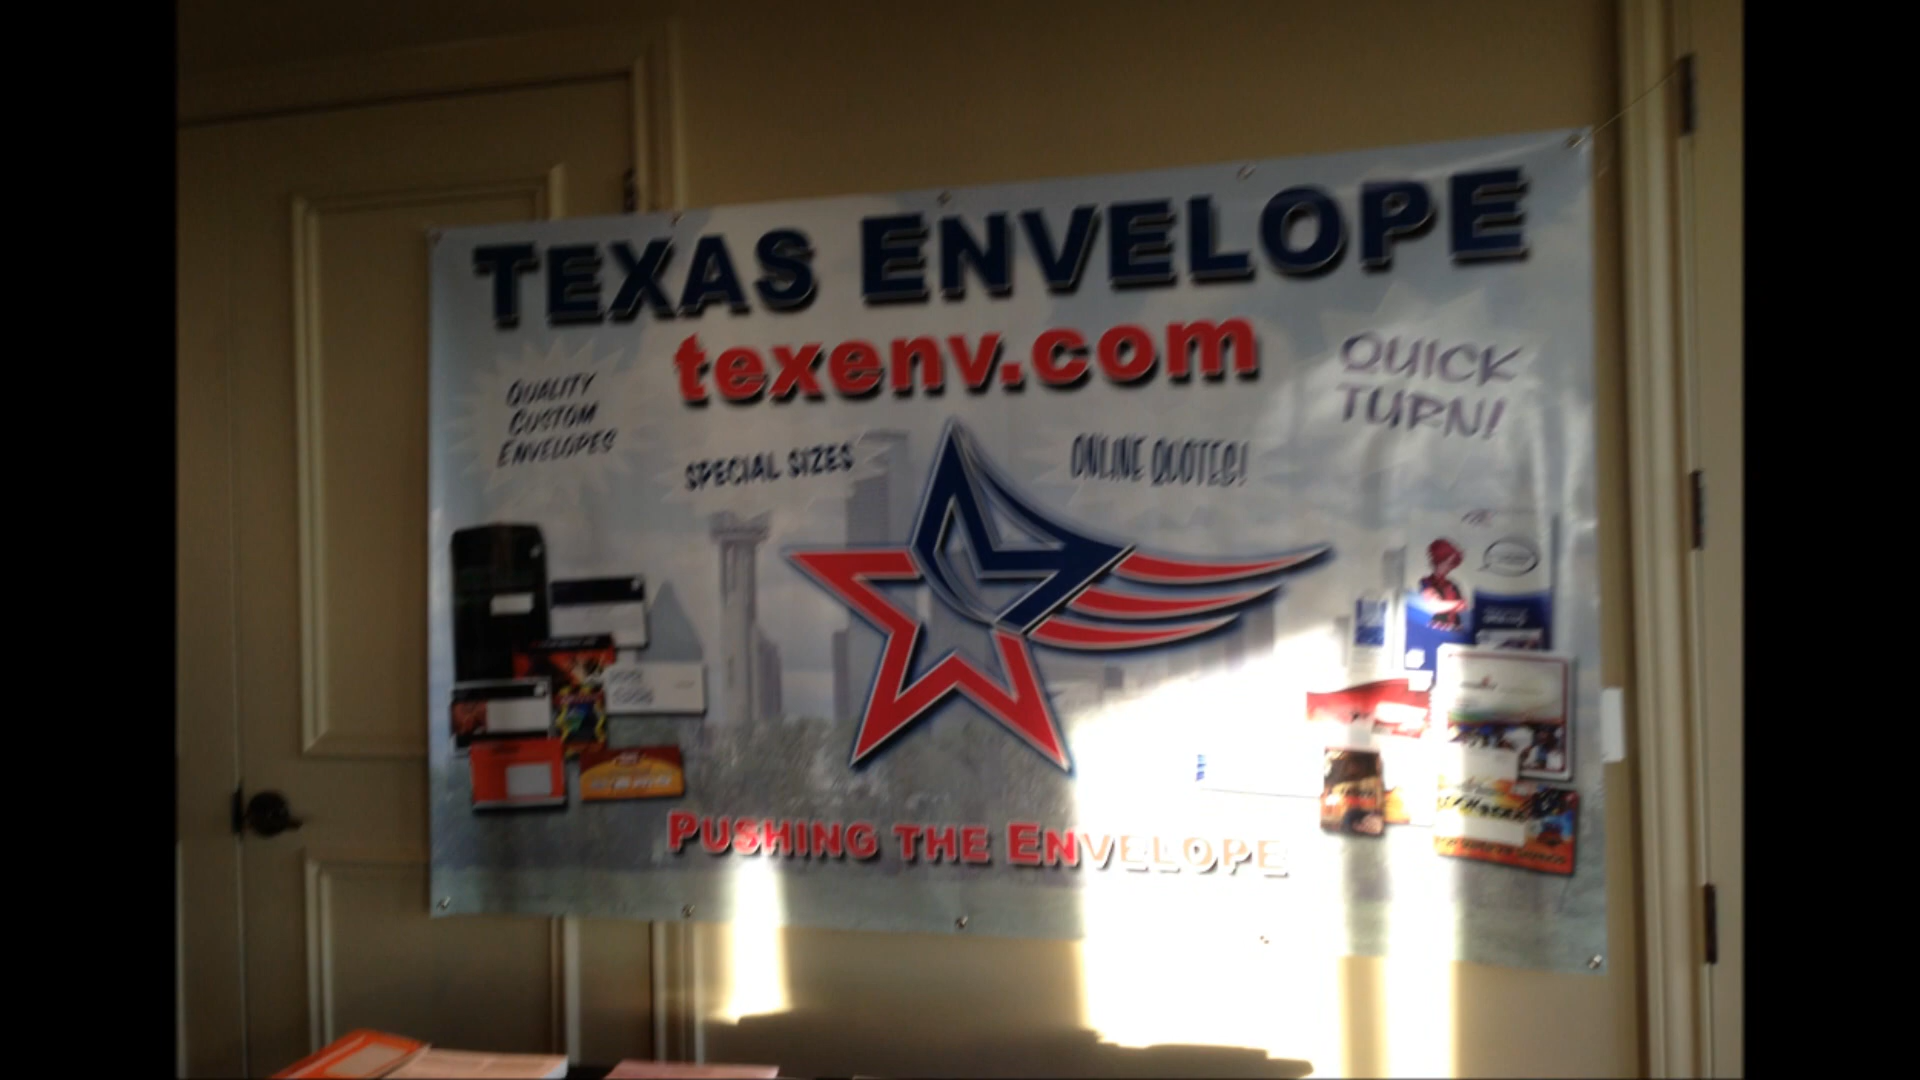 TEXAS ENVELOPE
texenv.com
QUALITY
CUSTOM
ENVELOPES
SPECIAL SIZES
ONLINE QUOTES!
QUICK
TURN!
PUSHING THE ENVELOPE